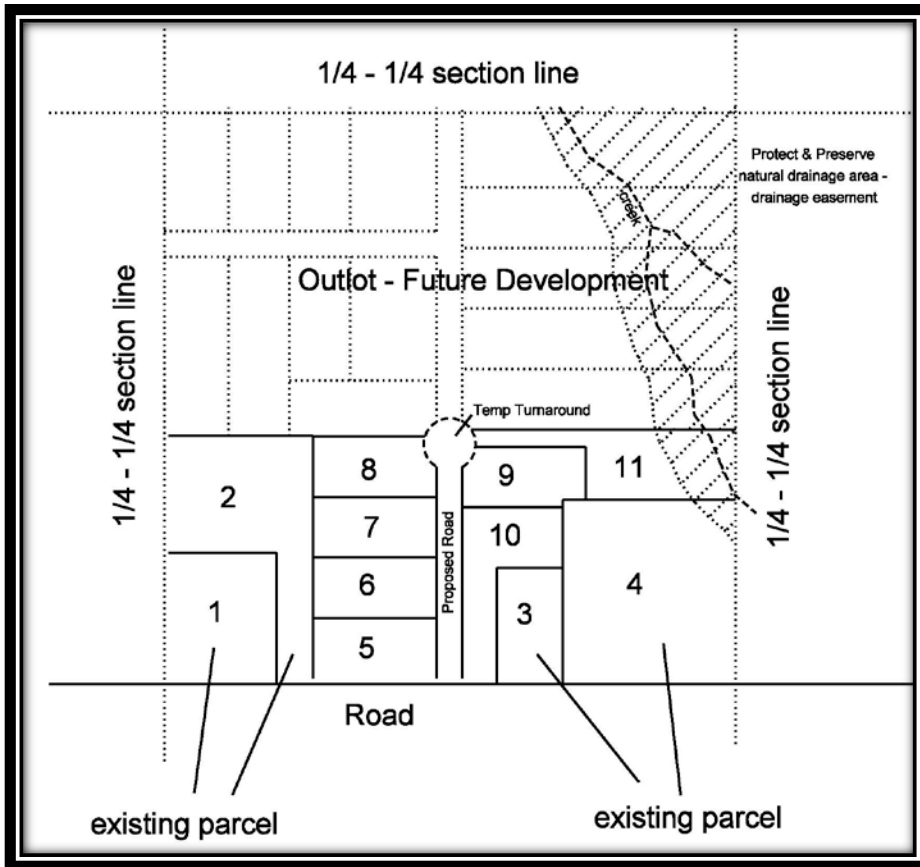 1/4 - 1/4 section line
Protect & Preserve
natural drainage area -
drainage easement
creek
Outlot - Future Development
1/4 - 1/4 section line
1/4 - 1/4 section line
Temp Turnaround
2
8
9
11
7
10
Proposed Road
1
6
3
4
5
Road
existing parcel
existing parcel